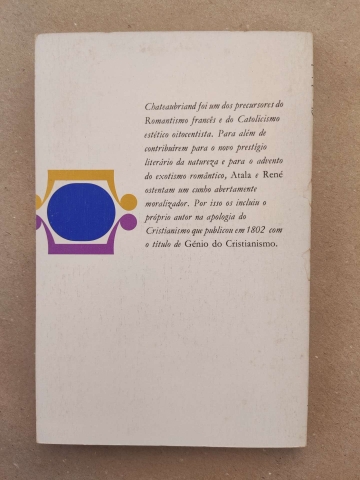 Chateaubriand foi um dos precursores do
Romantismo francês e do Catolicismo
estético oitocentista. Para além de
contribuírem para o novo prestígio
literário da natureza e para o advento
do exotismo romântico, Atala e René
ostentam um cunho abertamente
moralizador. Por isso os incluiu o
próprio autor na apologia do
Cristianismo que publicou em 1802 com
o título de Génio do Cristianismo.